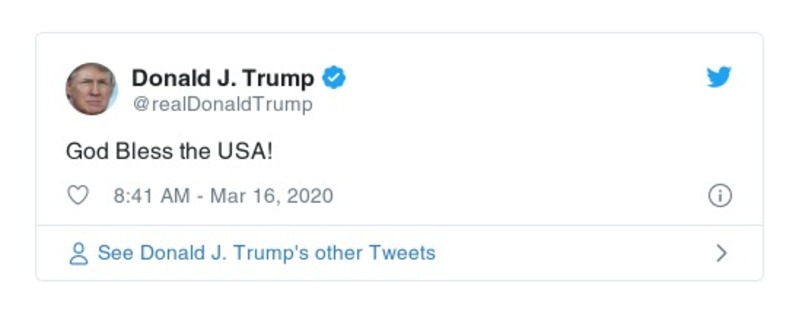 Donald J. Trump
@realDonaldTrump
God Bless the USA!
8:41 AM - Mar 16, 2020
See Donald J. Trump's other Tweets